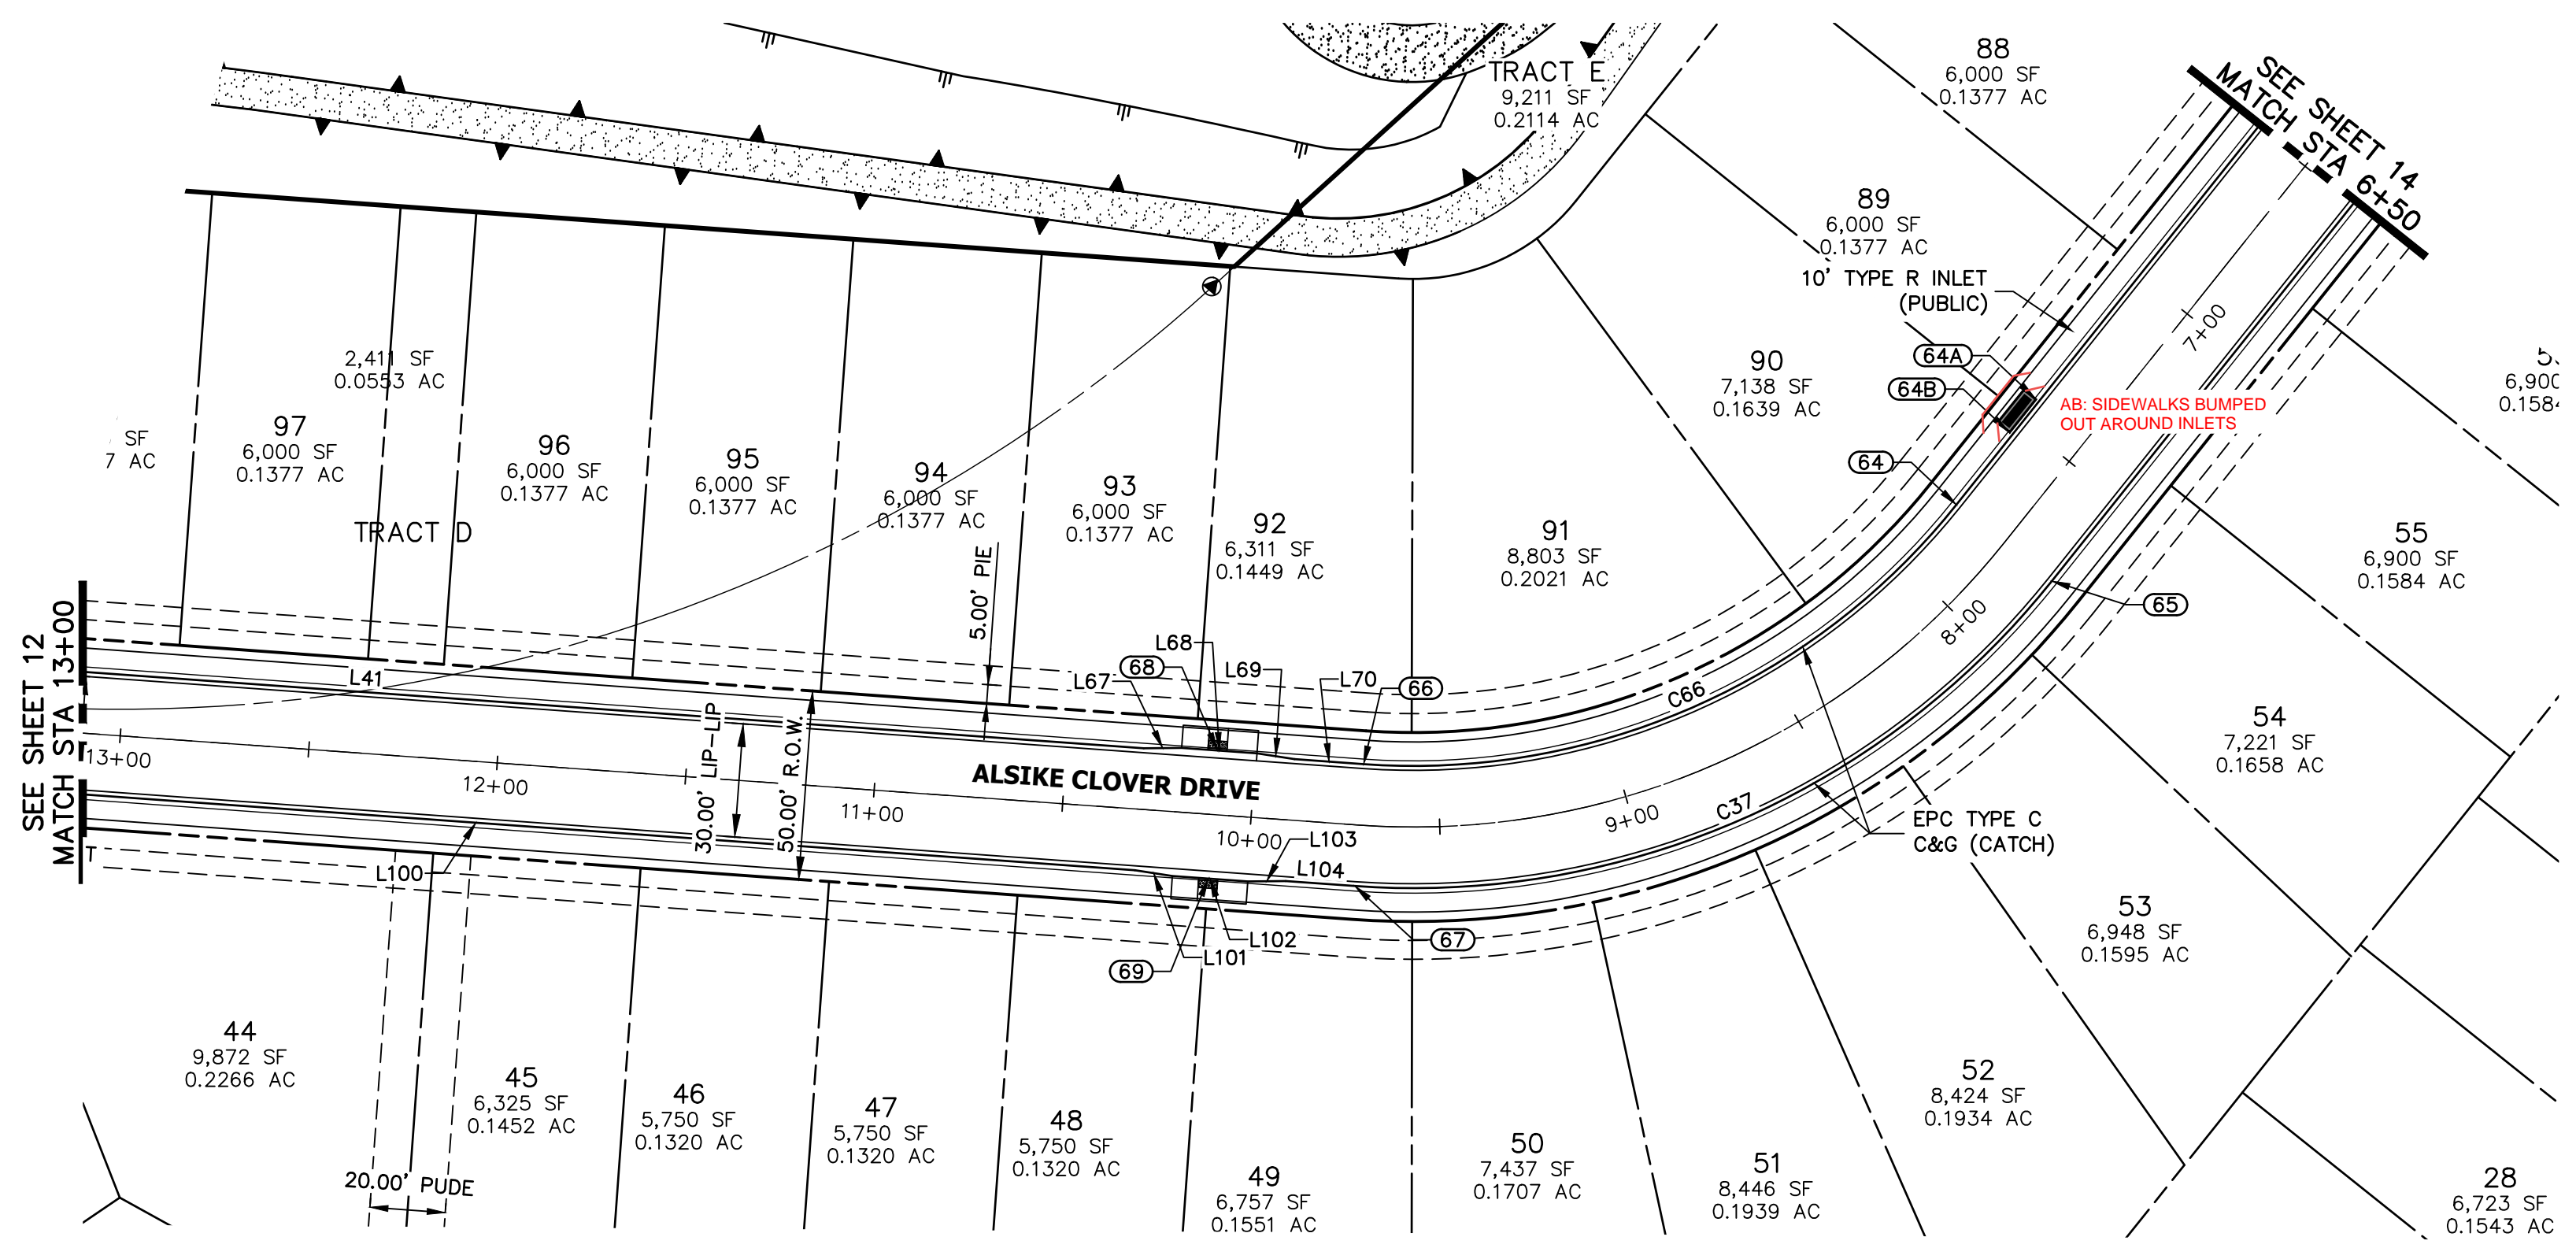 TRACT E
9,211 SF
0.2114 AC
88
6,000 SF
0.1377 AC
SEE SHEET 14
MATCH STA 6+50
89
6,000 SF
0.1377 AC
10' TYPE R INLET
(PUBLIC)
7+00
64A
64B
AB: SIDEWALKS BUMPED
OUT AROUND INLETS
90
7,138 SF
0.1639 AC
6,900
0.1584
2,411 SF
0.0553 AC
SF
7 AC
97
6,000 SF
0.1377 AC
TRACT D
96
6,000 SF
0.1377 AC
95
6,000 SF
0.1377 AC
94
6,000 SF
0.1377 AC
93
6,000 SF
0.1377 AC
92
6,311 SF
0.1449 AC
91
8,803 SF
0.2021 AC
64
55
6,900 SF
0.1584 AC
65
8+00
5.00' PIE
SEE SHEET 12
MATCH STA 13+00
L41
L67
68
L68
L69
L70
66
C66
54
7,221 SF
0.1658 AC
13+00
12+00
30.00' LIP-LIP
50.00' R.O.W.
11+00
ALSIKE CLOVER DRIVE
10+00
9+00
C37
EPC TYPE C
C&G (CATCH)
L103
L104
T
L100
L102
L101
69
67
53
6,948 SF
0.1595 AC
44
9,872 SF
0.2266 AC
45
6,325 SF
0.1452 AC
46
5,750 SF
0.1320 AC
47
5,750 SF
0.1320 AC
48
5,750 SF
0.1320 AC
49
6,757 SF
0.1551 AC
50
7,437 SF
0.1707 AC
51
8,446 SF
0.1939 AC
52
8,424 SF
0.1934 AC
28
6,723 SF
0.1543 AC
20.00' PUDE